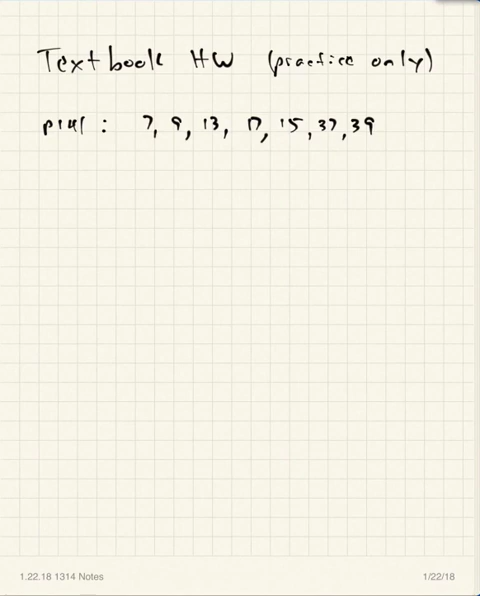 Textbook HW (practice only)
p141 : 7, 9, 13, 17, 15, 37, 39
1.22.18 1314 Notes
1/22/18